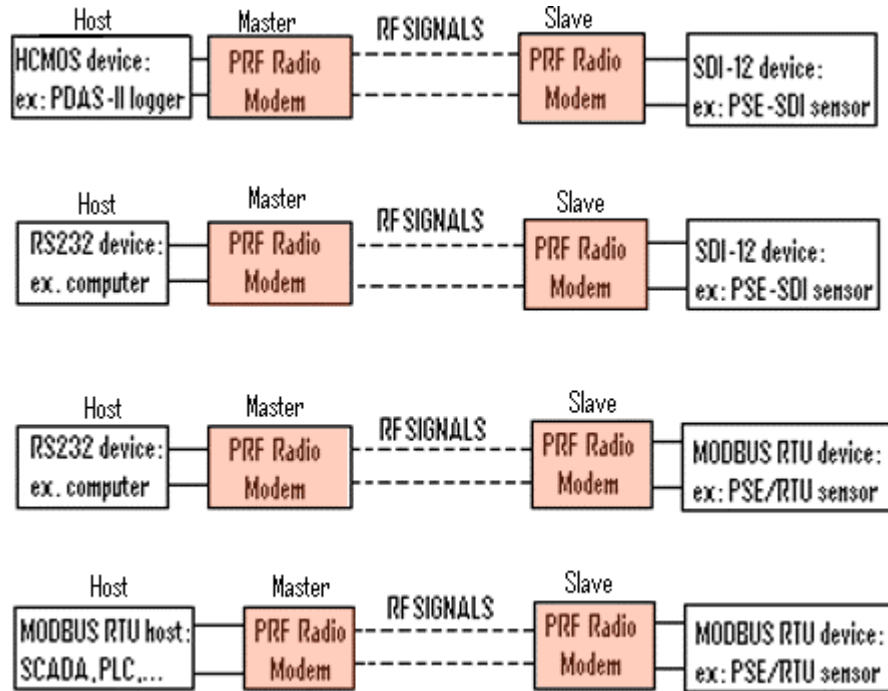 Host
Master
RF SIGNALS
Slave
HCMOS device:
ex: PDAS-II logger
PRF Radio
Modem
PRF Radio
Modem
SDI-12 device:
ex: PSE-SDI sensor
Host
Master
RF SIGNALS
Slave
RS232 device:
ex. computer
PRF Radio
Modem
PRF Radio
Modem
SDI-12 device:
ex: PSE-SDI sensor
Host
Master
RF SIGNALS
Slave
RS232 device:
ex. computer
PRF Radio
Modem
PRF Radio
Modem
MODBUS RTU device:
ex: PSE/RTU sensor
Host
Master
RF SIGNALS
Slave
MODBUS RTU host:
SCADA, PLC,...
PRF Radio
Modem
PRF Radio
Modem
MODBUS RTU device:
ex: PSE/RTU sensor